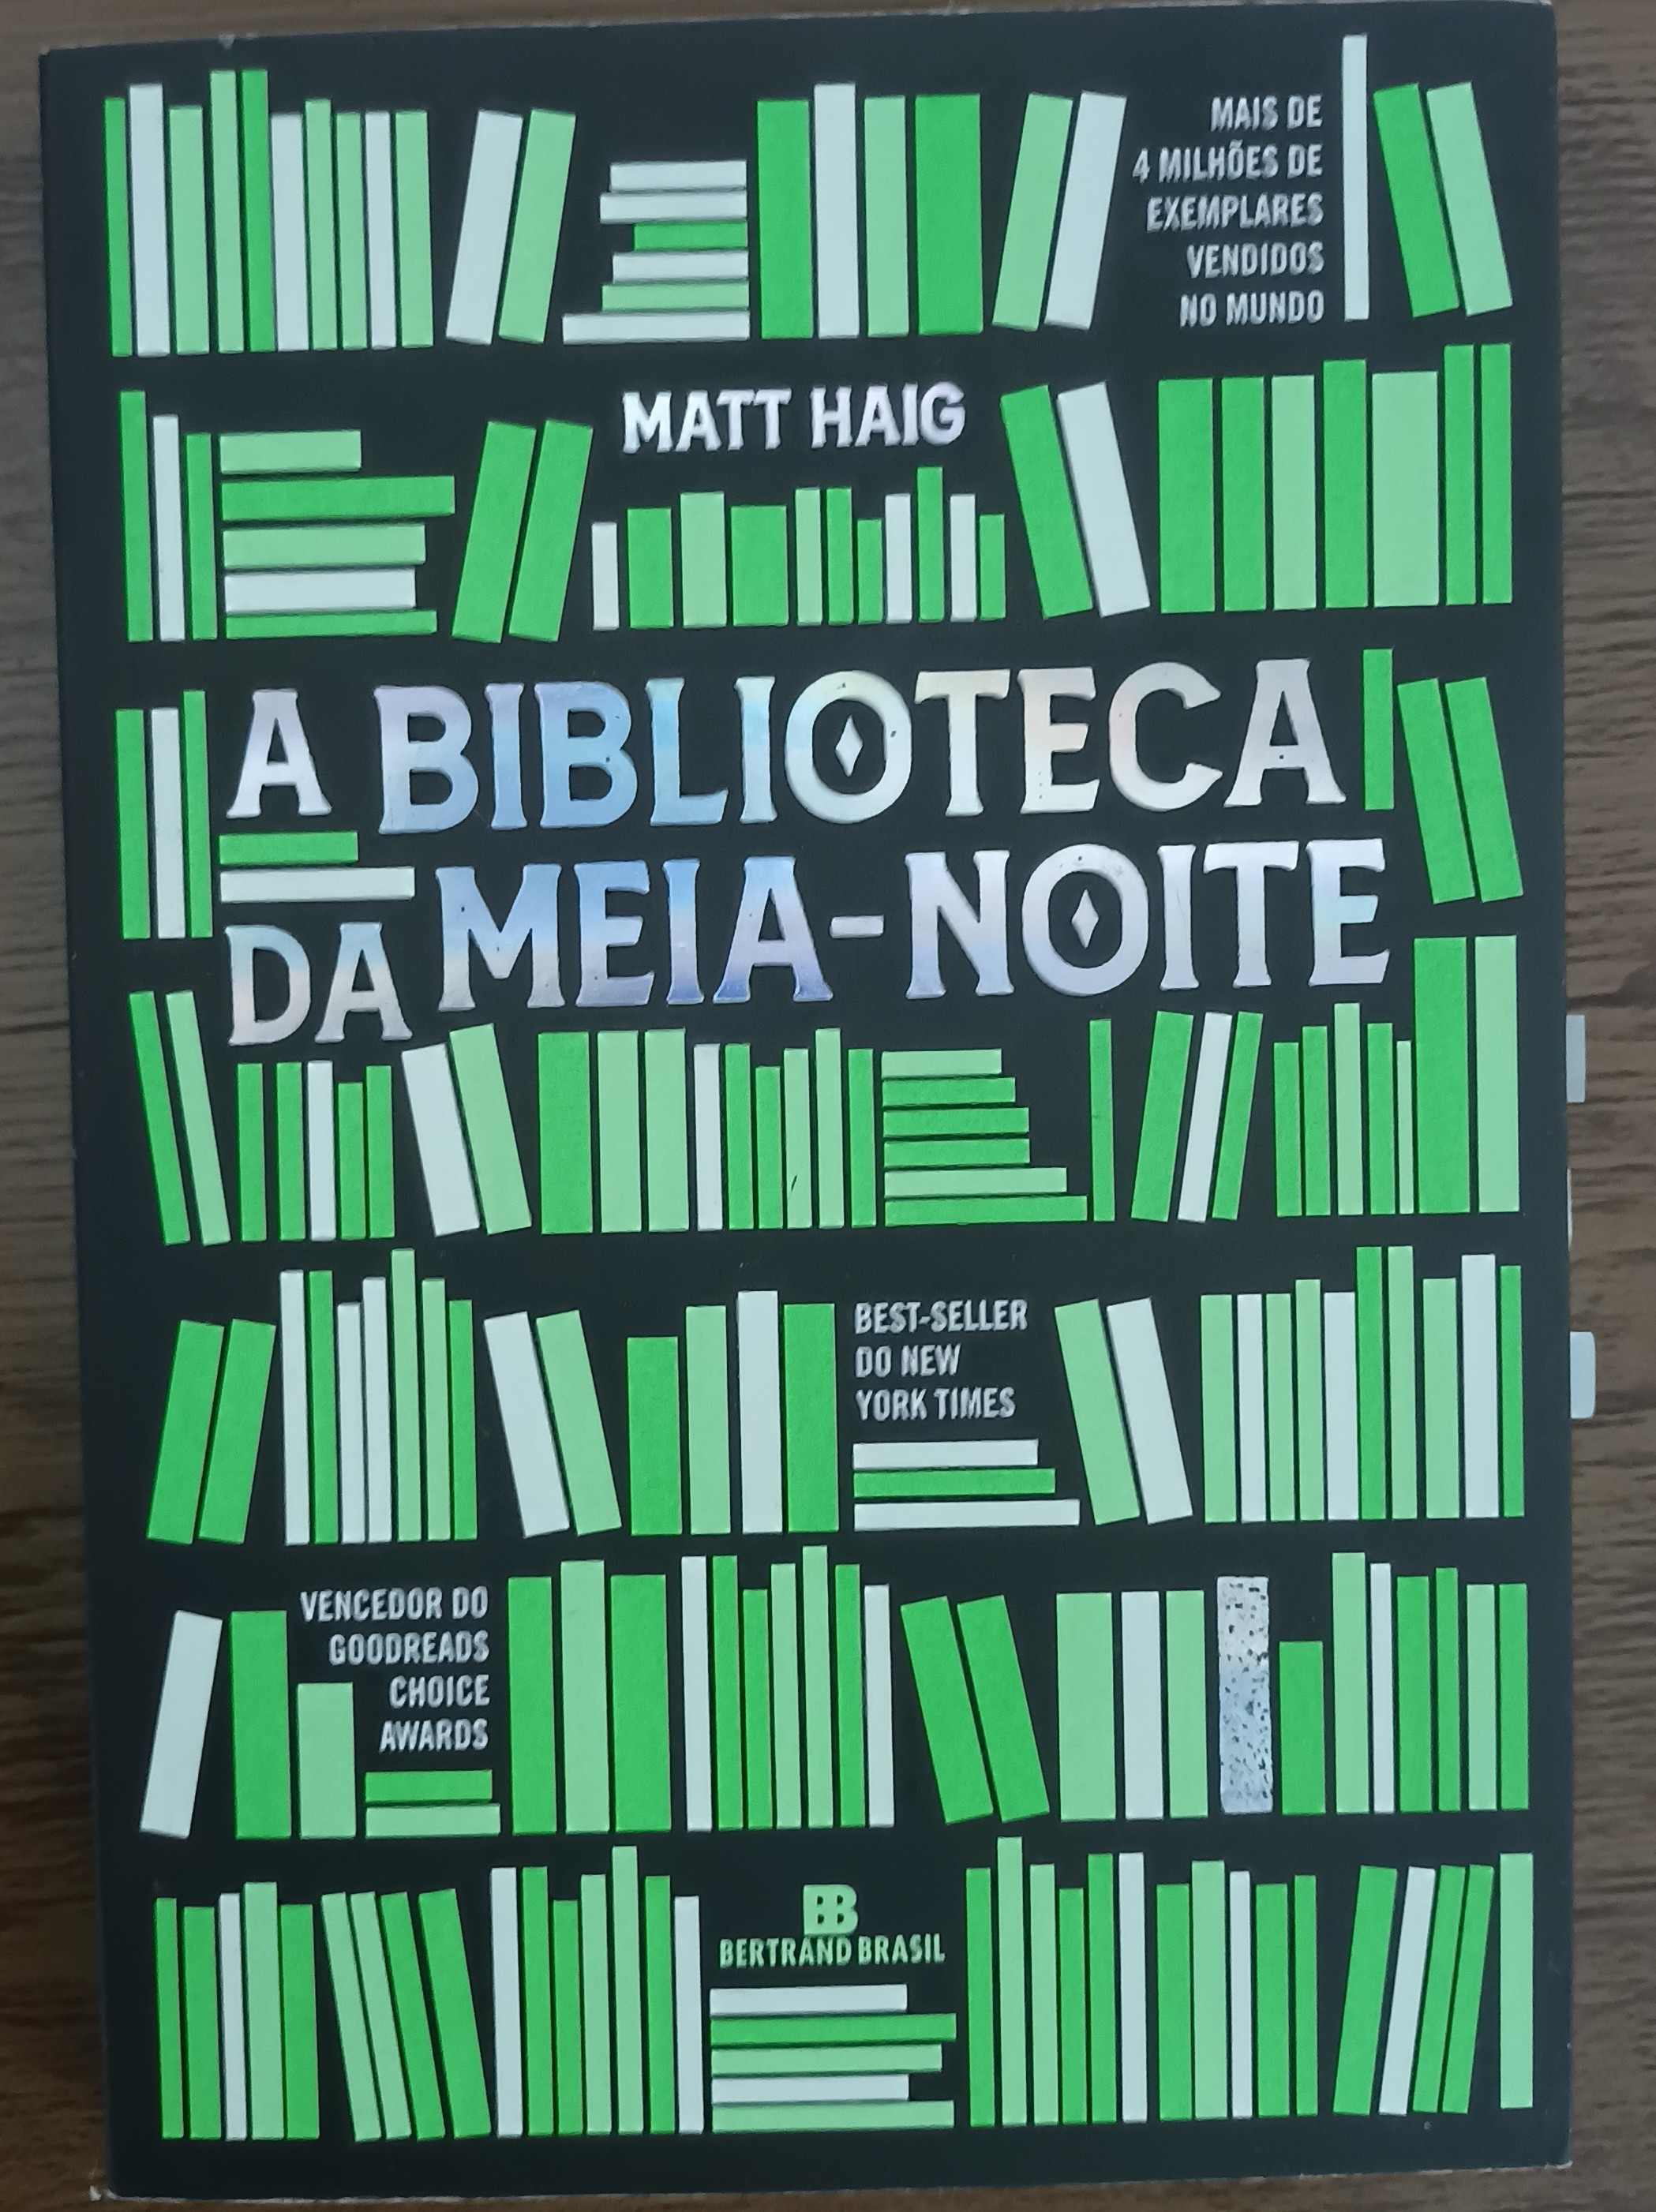 MAIS DE
4 MILHÕES DE
EXEMPLARES
VENDIDOS
NO MUNDO
MATT HAIG
A BIBLIOTECA
DA MEIA-NOITE
BEST-SELLER
DO NEW
YORK TIMES
VENCEDOR DO
GOODREADS
CHOICE
AWARDS
BB
BERTRAND BRASIL